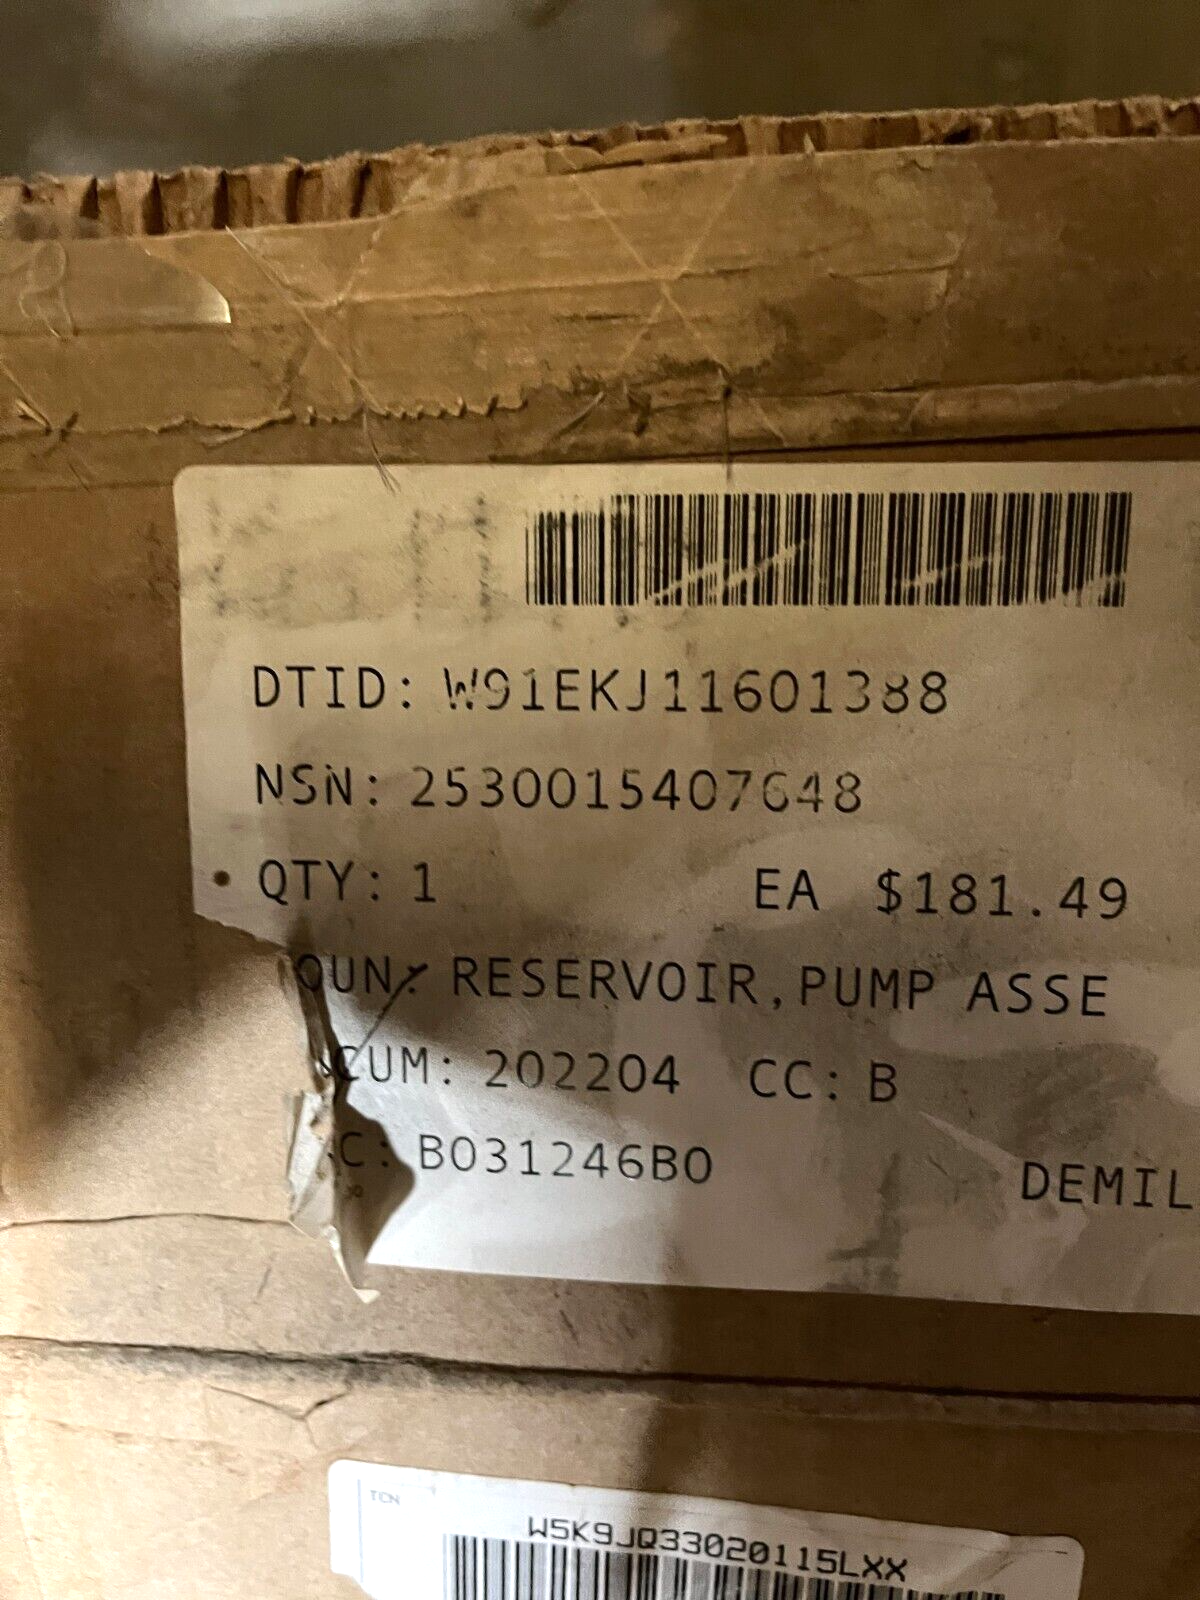 DTID: W91EKJ11601388
NSN: 2530015407648
QTY: 1 EA $181.49
RESERVOIR,PUMP ASSE
CUM: 202204 CC: B
C: B031246B0 DEMIL
TCN
W5K9JQ33020115LXX